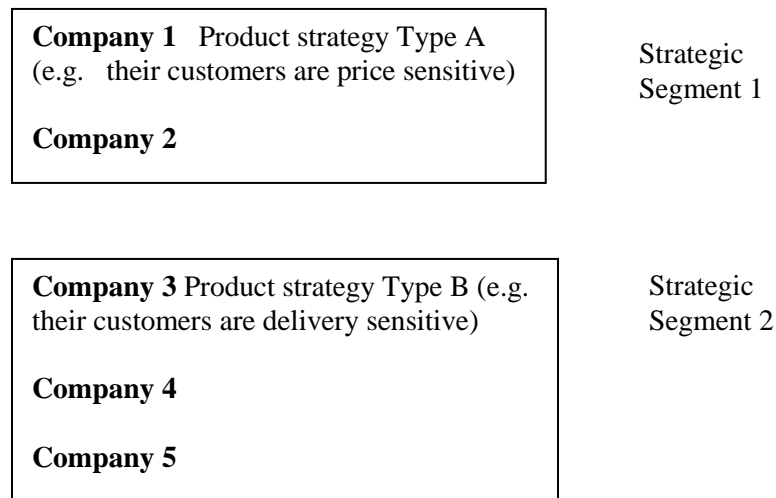 Company 1 Product strategy Type A
(e.g. their customers are price sensitive)
Company 2
Strategic
Segment 1
Company 3 Product strategy Type B (e.g.
their customers are delivery sensitive)
Company 4
Company 5
Strategic
Segment 2